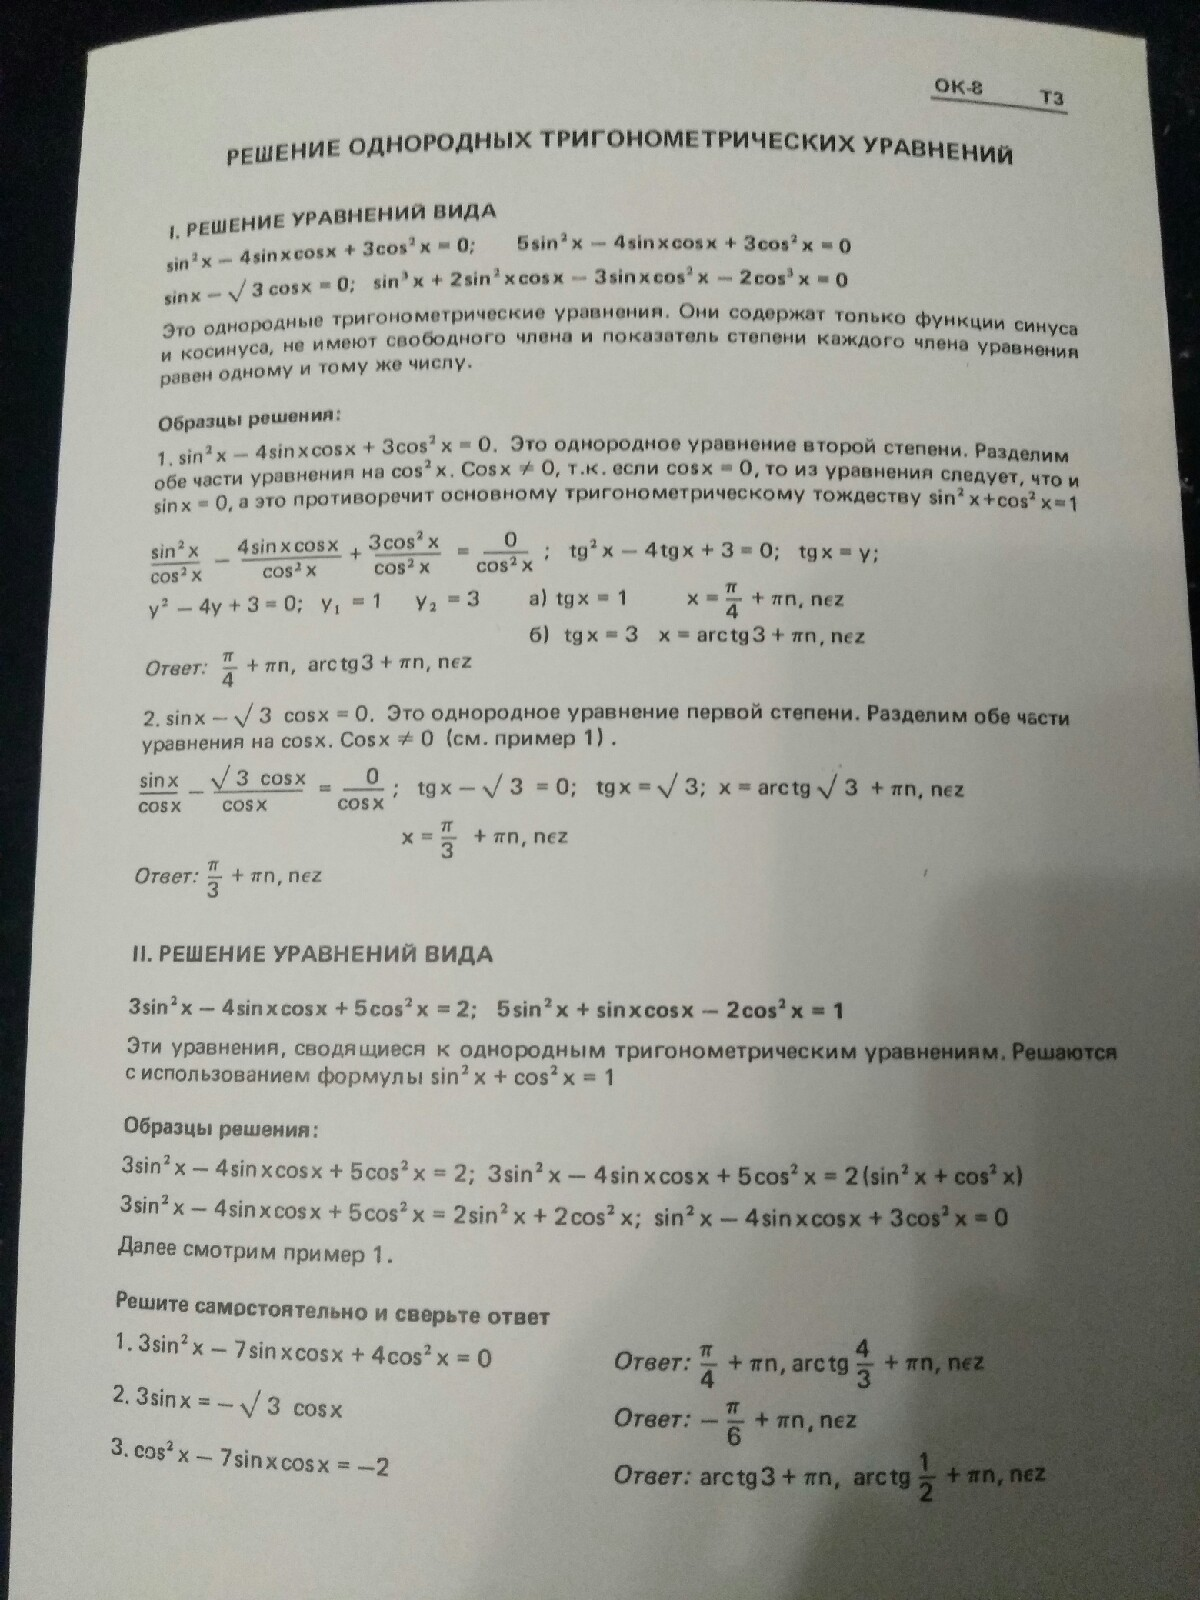 ОК-8 Т3
РЕШЕНИЕ ОДНОРОДНЫХ ТРИГОНОМЕТРИЧЕСКИХ УРАВНЕНИЙ
I. РЕШЕНИЕ УРАВНЕНИЙ ВИДА
sin²x – 4sinxcosx + 3cos²x = 0; 5sin²x – 4sinxcosx + 3cos²x = 0
sinx – √3 cosx = 0; sin³x + 2sin²xcosx – 3sinxcos²x – 2cos³x = 0
Это однородные тригонометрические уравнения. Они содержат только функции синуса
и косинуса, не имеют свободного члена и показатель степени каждого члена уравнения
равен одному и тому же числу.
Образцы решения:
1. sin²x – 4sinxcosx + 3cos²x = 0. Это однородное уравнение второй степени. Разделим
обе части уравнения на cos²x. Cosx ≠ 0, т.к. если cosx = 0, то из уравнения следует, что и
sinx = 0, а это противоречит основному тригонометрическому тождеству sin²x+cos²x=1
sin²x/cos²x – 4sinxcosx/cos²x + 3cos²x/cos²x = 0/cos²x ; tg²x – 4tgx + 3 = 0; tgx = y;
y² – 4y + 3 = 0; y₁ = 1 y₂ = 3 а) tgx = 1 x = π/4 + πn, nєz
б) tgx = 3 x = arctg3 + πn, nєz
Ответ: π/4 + πn, arctg3 + πn, nєz
2. sinx – √3 cosx = 0. Это однородное уравнение первой степени. Разделим обе части
уравнения на cosx. Cosx ≠ 0 (см. пример 1) .
sinx/cosx – √3 cosx/cosx = 0/cosx ; tgx – √3 = 0; tgx = √3; x = arctg√3 + πn, nєz
x = π/3 + πn, nєz
Ответ: π/3 + πn, nєz
II. РЕШЕНИЕ УРАВНЕНИЙ ВИДА
3sin²x – 4sinxcosx + 5cos²x = 2; 5sin²x + sinxcosx – 2cos²x = 1
Эти уравнения, сводящиеся к однородным тригонометрическим уравнениям. Решаются
с использованием формулы sin²x + cos²x = 1
Образцы решения:
3sin²x – 4sinxcosx + 5cos²x = 2; 3sin²x – 4sinxcosx + 5cos²x = 2(sin²x + cos²x)
3sin²x – 4sinxcosx + 5cos²x = 2sin²x + 2cos²x; sin²x – 4sinxcosx + 3cos²x = 0
Далее смотрим пример 1.
Решите самостоятельно и сверьте ответ
1. 3sin²x – 7sinxcosx + 4cos²x = 0 Ответ: π/4 + πn, arctg 4/3 + πn, nєz
2. 3sinx = –√3 cosx Ответ: – π/6 + πn, nєz
3. cos²x – 7sinxcosx = –2 Ответ: arctg3 + πn, arctg 1/2 + πn, nєz